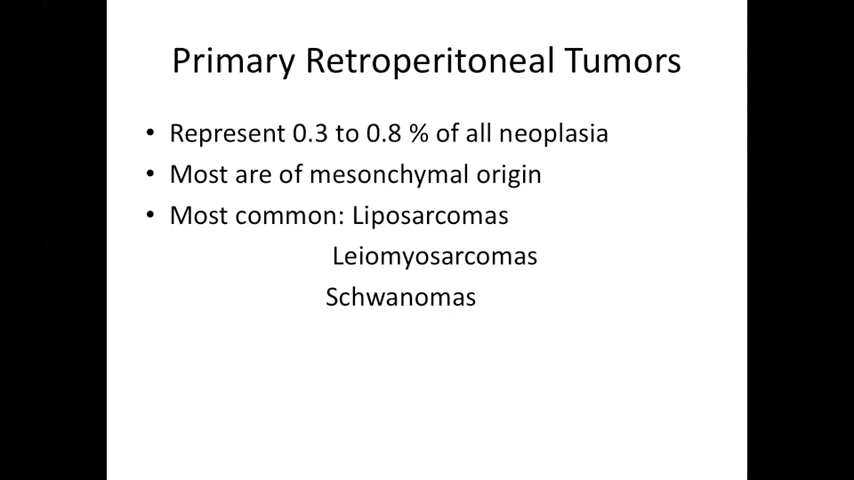 Primary Retroperitoneal Tumors
• Represent 0.3 to 0.8 % of all neoplasia
• Most are of mesonchymal origin
• Most common: Liposarcomas
Leiomyosarcomas
Schwanomas